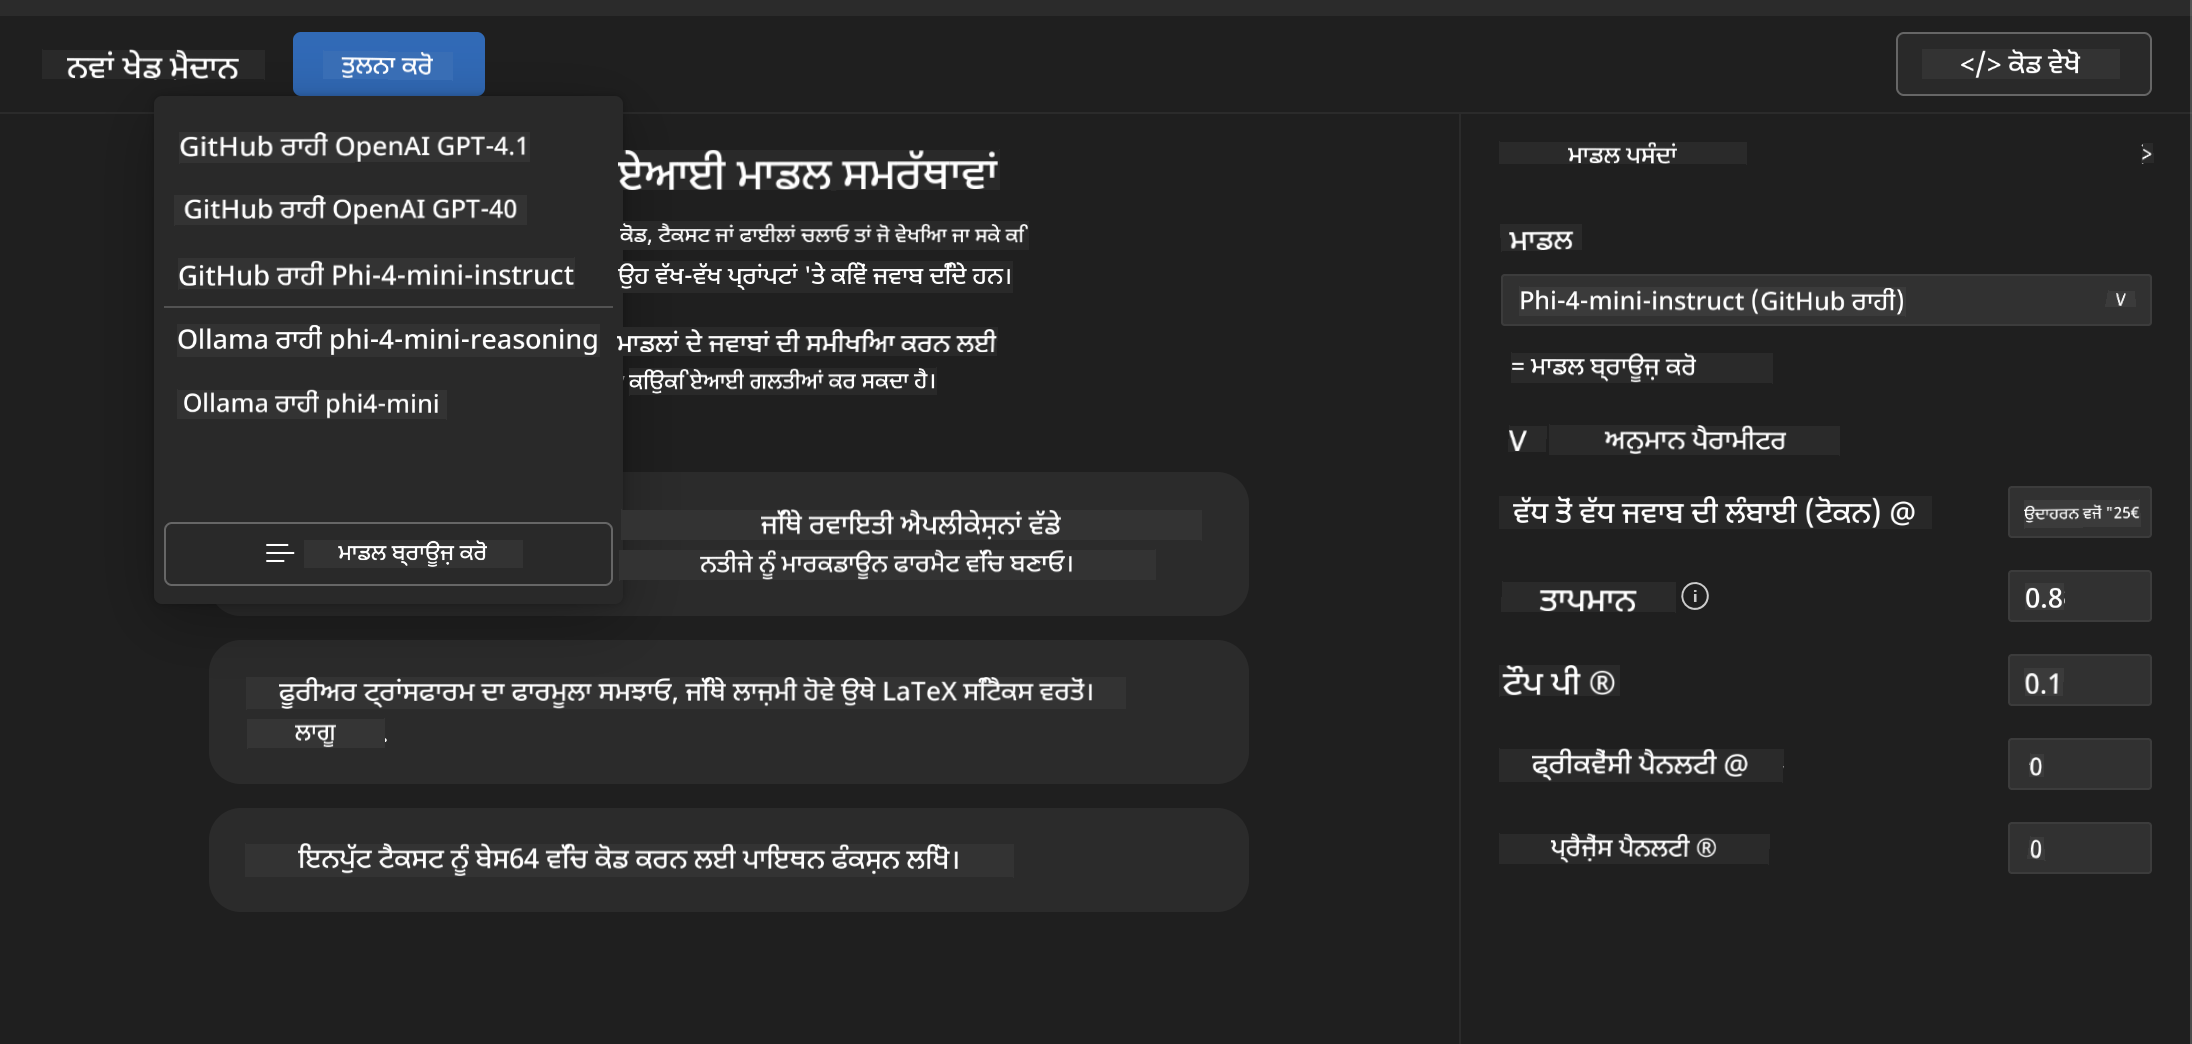 ਨਵਾਂ ਖੇਡ ਮੈਦਾਨ
ਤੁਲਨਾ ਕਰੋ
</> ਕੋਡ ਵੇਖੋ
GitHub ਰਾਹੀਂ OpenAI GPT-4.1
GitHub ਰਾਹੀਂ OpenAI GPT-40
GitHub ਰਾਹੀਂ Phi-4-mini-instruct
Ollama ਰਾਹੀਂ phi-4-mini-reasoning
Ollama ਰਾਹੀਂ phi4-mini
ਮਾਡਲ ਬ੍ਰਾਊਜ਼ ਕਰੋ
ਏਆਈ ਮਾਡਲ ਸਮਰੱਥਾਵਾਂ
ਕੋਡ, ਟੈਕਸਟ ਜਾਂ ਫਾਈਲਾਂ ਚਲਾਓ ਤਾਂ ਜੋ ਵੇਖਿਆ ਜਾ ਸਕੇ ਕਿ
ਉਹ ਵੱਖ-ਵੱਖ ਪ੍ਰਾਂਪਟਾਂ 'ਤੇ ਕਿਵੇਂ ਜਵਾਬ ਦਿੰਦੇ ਹਨ।
ਮਾਡਲਾਂ ਦੇ ਜਵਾਬਾਂ ਦੀ ਸਮੀਖਿਆ ਕਰਨ ਲਈ
ਕਿਉਂਕਿ ਏਆਈ ਗਲਤੀਆਂ ਕਰ ਸਕਦਾ ਹੈ।
ਜਿੱਥੇ ਰਵਾਇਤੀ ਐਪਲੀਕੇਸ਼ਨਾਂ ਵੱਡੇ
ਨਤੀਜੇ ਨੂੰ ਮਾਰਕਡਾਊਨ ਫਾਰਮੈਟ ਵਿੱਚ ਬਣਾਓ।
ਫੂਰੀਅਰ ਟ੍ਰਾਂਸਫਾਰਮ ਦਾ ਫਾਰਮੂਲਾ ਸਮਝਾਓ, ਜਿੱਥੇ ਲਾਜ਼ਮੀ ਹੋਵੇ ਉਥੇ LaTeX ਸਿੰਟੈਕਸ ਵਰਤੋਂ।
ਲਾਗੂ .
ਇਨਪੁੱਟ ਟੈਕਸਟ ਨੂੰ ਬੇਸ64 ਵਿੱਚ ਕੋਡ ਕਰਨ ਲਈ ਪਾਇਥਨ ਫੰਕਸ਼ਨ ਲਿਖੋ।
ਮਾਡਲ ਪਸੰਦਾਂ >
ਮਾਡਲ
Phi-4-mini-instruct (GitHub ਰਾਹੀਂ) V
= ਮਾਡਲ ਬ੍ਰਾਊਜ਼ ਕਰੋ
V ਅਨੁਮਾਨ ਪੈਰਾਮੀਟਰ
ਵੱਧ ਤੋਂ ਵੱਧ ਜਵਾਬ ਦੀ ਲੰਬਾਈ (ਟੋਕਨ) @ ਉਦਾਹਰਨ ਵਜੋਂ "25€
ਤਾਪਮਾਨ 0.8
ਟੌਪ ਪੀ ® 0.1
ਫ੍ਰੀਕਵੈਂਸੀ ਪੈਨਲਟੀ @ 0
ਪ੍ਰੈਜ਼ੈਂਸ ਪੈਨਲਟੀ ® 0